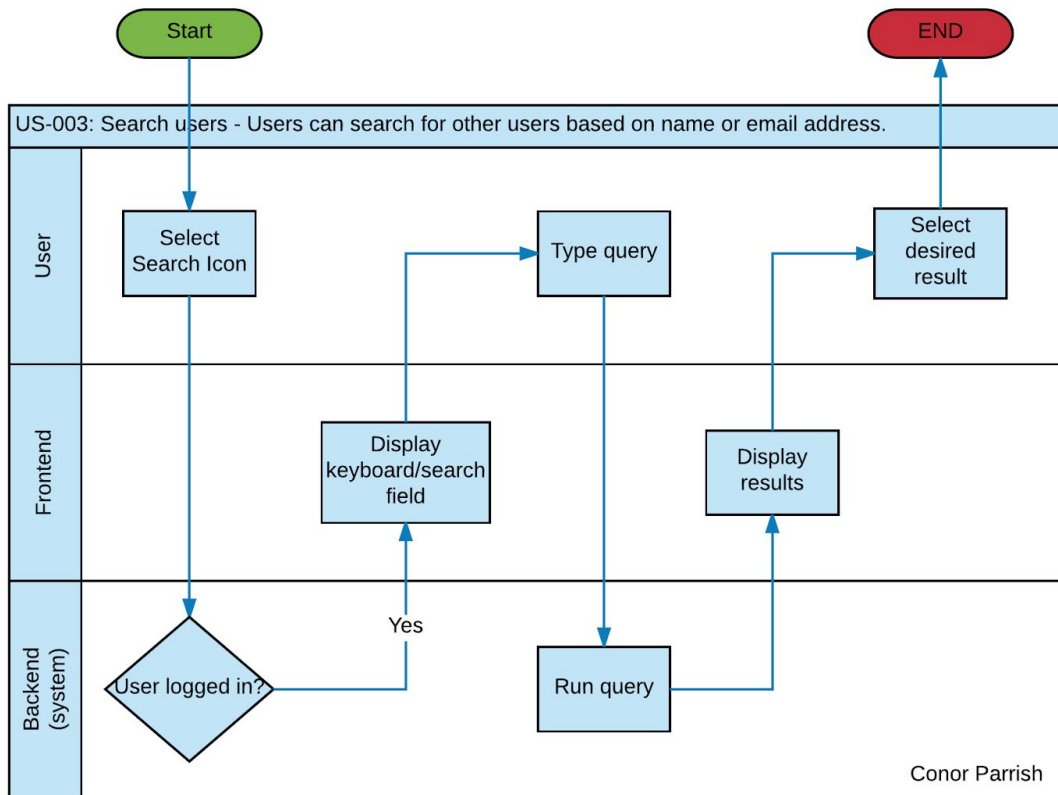 Start
END
US-003: Search users - Users can search for other users based on name or email address.
User
Select
Search Icon
Type query
Select
desired
result
Frontend
Display
keyboard/search
field
Display
results
Backend
(system)
User logged in?
Yes
Run query
Conor Parrish